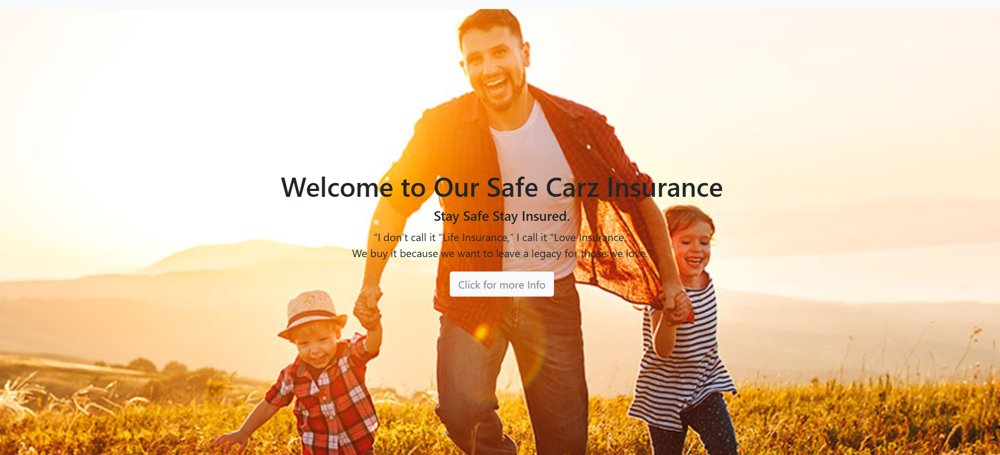 Welcome to Our Safe Carz Insurance
Stay Safe Stay Insured.
“I don’t call it “Life Insurance,” I call it “Love Insurance.”
We buy it because we want to leave a legacy for those we love.”
Click for more Info